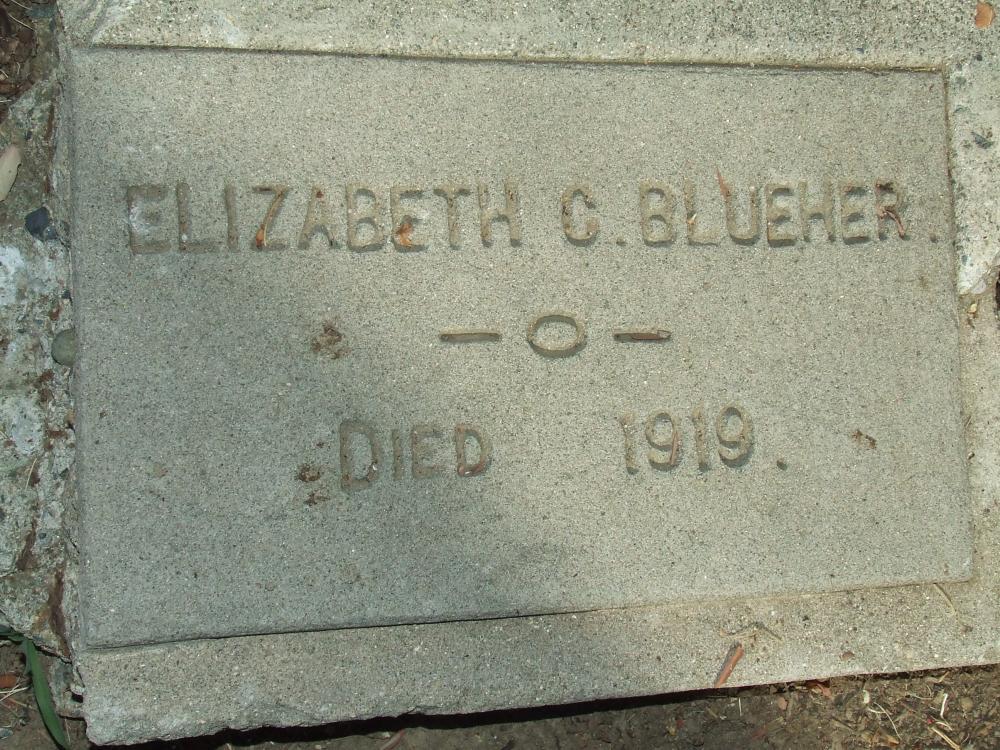 ELIZABETH C. BLUEHER.
—O—
DIED 1919.